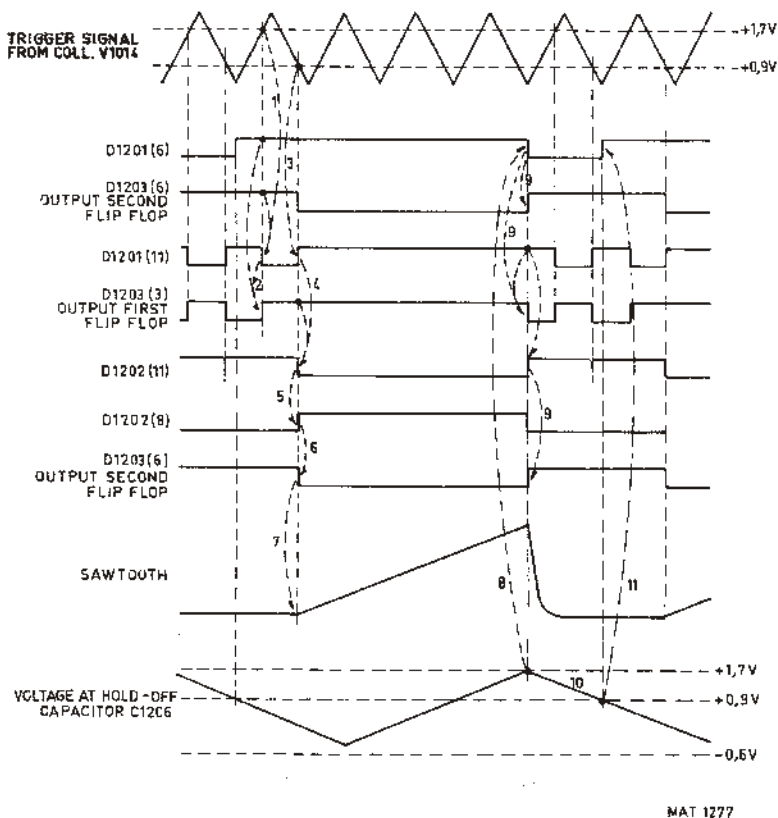 TRIGGER SIGNAL
FROM COLL. V1014
+1,7V
+0,9V
1
D1201(6)
3
9
D1203(6)
OUTPUT SECOND
FLIP FLOP
9
D1201(11)
2
4
D1203(3)
OUTPUT FIRST
FLIP FLOP
D1202(11)
5
9
D1202(8)
6
D1203(6)
OUTPUT SECOND
FLIP FLOP
7
SAWTOOTH
8
11
+1,7V
10
VOLTAGE AT HOLD-OFF
CAPACITOR C1206
+0,9V
-0,6V
MAT 1277